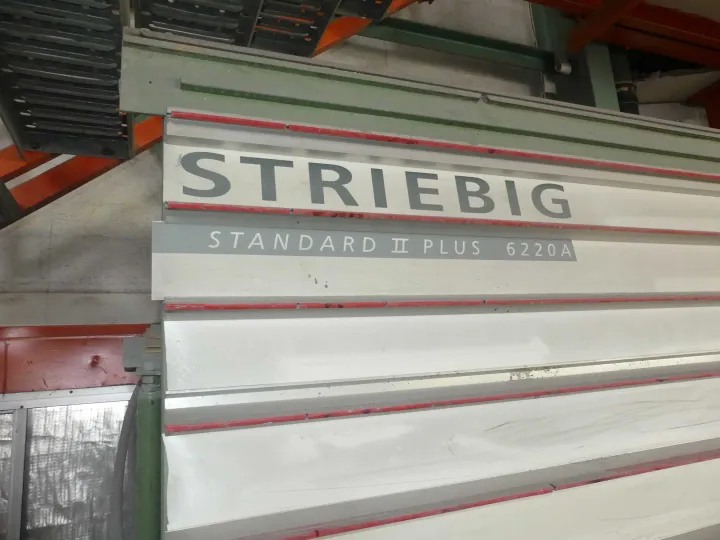 STRIEBIG
STANDARD II PLUS 6220A